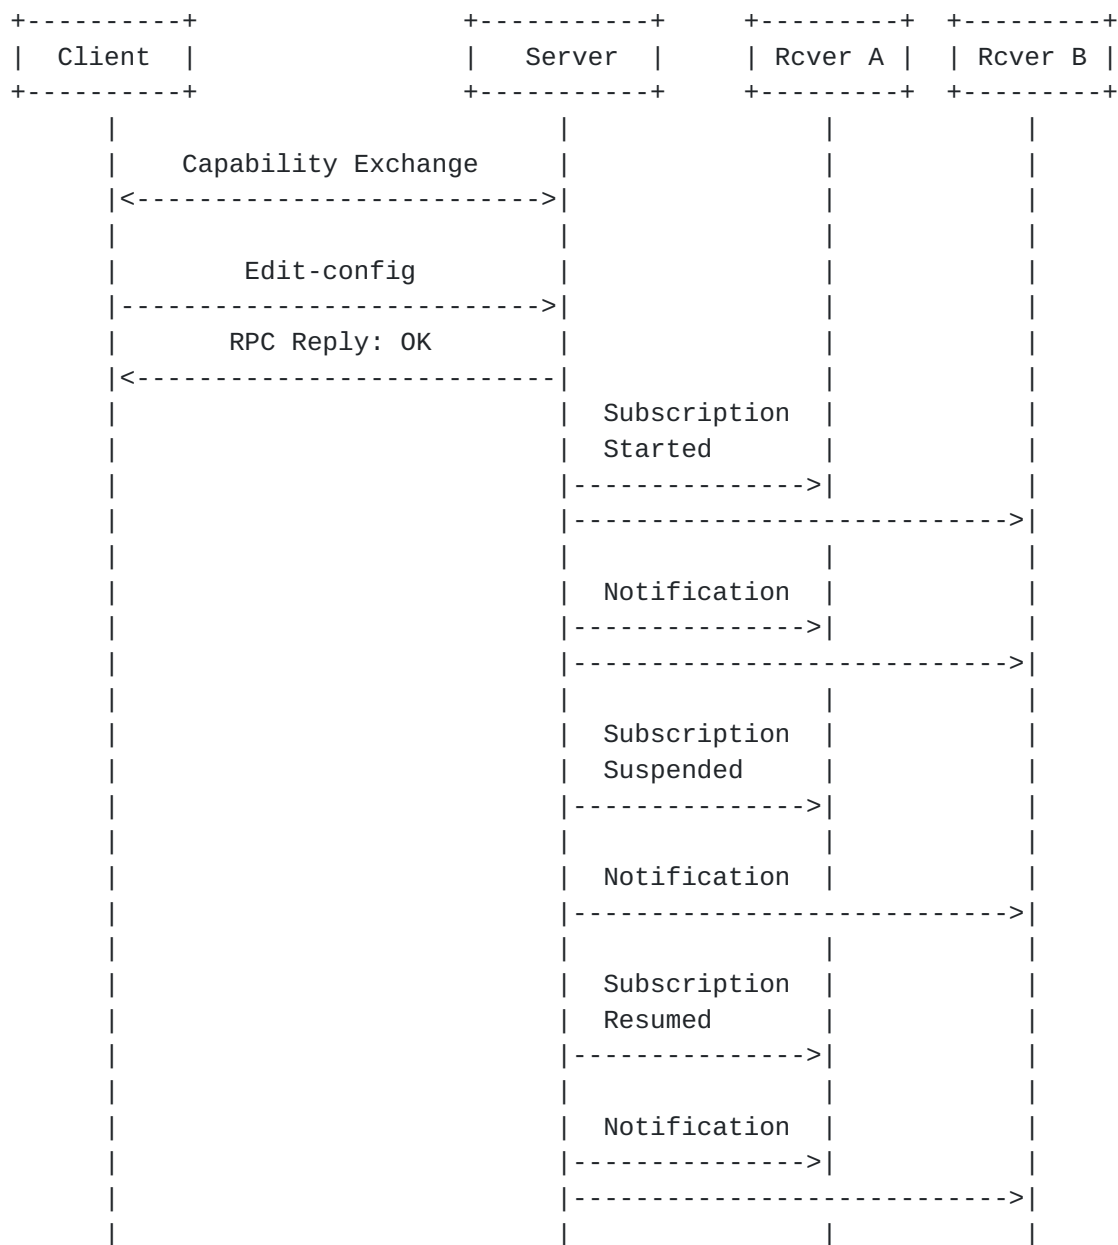 Client Server Rcver A Rcver B
Capability Exchange
Edit-config
RPC Reply: OK
Subscription
Started
Notification
Subscription
Suspended
Notification
Subscription
Resumed
Notification